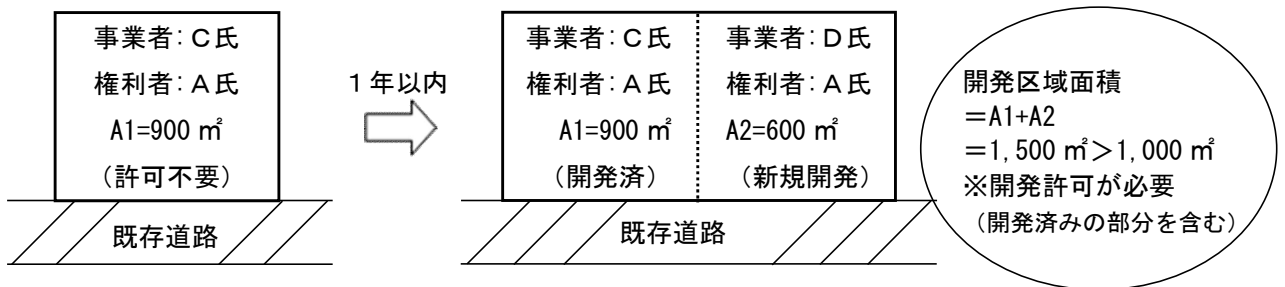 事業者：C氏
権利者：A氏
A1=900 ㎡
（許可不要）
既存道路
1年以内
事業者：C氏
権利者：A氏
A1=900 ㎡
（開発済）
事業者：D氏
権利者：A氏
A2=600 ㎡
（新規開発）
既存道路
開発区域面積
＝A1+A2
＝1,500 ㎡＞1,000 ㎡
※開発許可が必要
（開発済みの部分を含む）